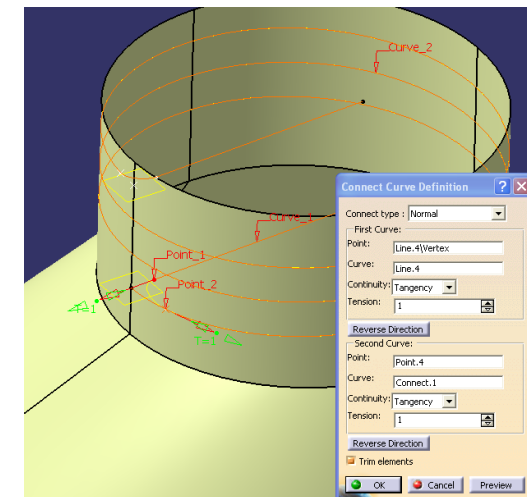 Curve_2
Curve_1
Point_1
Point_2
T=1
T=1
Connect Curve Definition
Connect type : Normal
First Curve:
Point: Line.4\Vertex
Curve: Line.4
Continuity: Tangency
Tension: 1
Reverse Direction
Second Curve:
Point: Point.4
Curve: Connect.1
Continuity: Tangency
Tension: 1
Reverse Direction
Trim elements
OK Cancel Preview